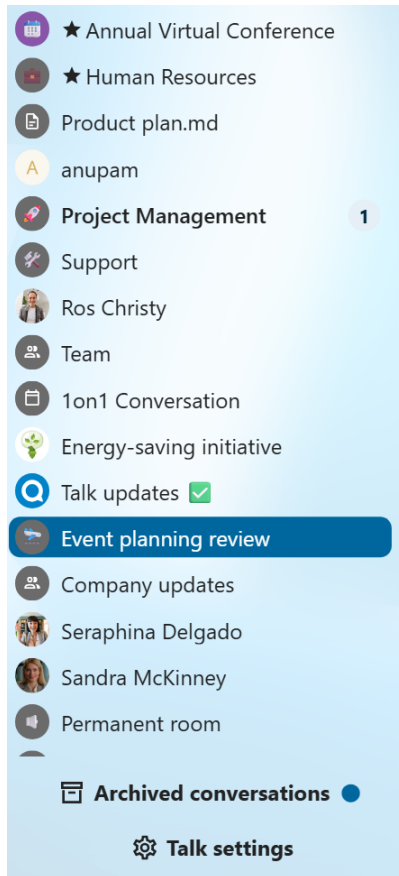 ★ Annual Virtual Conference
★ Human Resources
Product plan.md
A anupam
Project Management 1
Support
Ros Christy
Team
1on1 Conversation
Energy-saving initiative
Talk updates ✅
Event planning review
Company updates
Seraphina Delgado
Sandra McKinney
Permanent room
Archived conversations
Talk settings